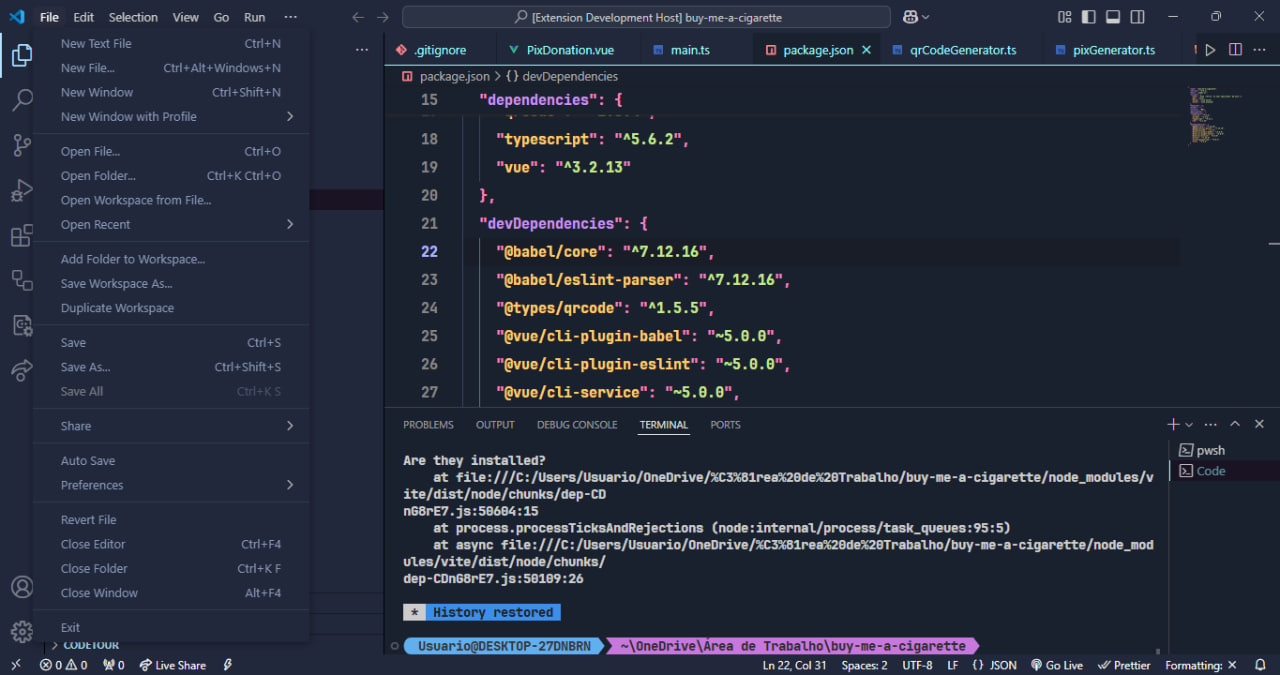 File Edit Selection View Go Run ···
[Extension Development Host] buy-me-a-cigarette
New Text File Ctrl+N
New File... Ctrl+Alt+Windows+N
New Window Ctrl+Shift+N
New Window with Profile
Open File... Ctrl+O
Open Folder... Ctrl+K Ctrl+O
Open Workspace from File...
Open Recent
Add Folder to Workspace...
Save Workspace As...
Duplicate Workspace
Save Ctrl+S
Save As... Ctrl+Shift+S
Save All Ctrl+K S
Share
Auto Save
Preferences
Revert File
Close Editor Ctrl+F4
Close Folder Ctrl+K F
Close Window Alt+F4
Exit
CODETOUR
.gitignore PixDonation.vue main.ts package.json qrCodeGenerator.ts pixGenerator.ts
package.json > {} devDependencies
15 "dependencies": {
18 "typescript": "^5.6.2",
19 "vue": "^3.2.13"
20 },
21 "devDependencies": {
22 "@babel/core": "^7.12.16",
23 "@babel/eslint-parser": "^7.12.16",
24 "@types/qrcode": "^1.5.5",
25 "@vue/cli-plugin-babel": "~5.0.0",
26 "@vue/cli-plugin-eslint": "~5.0.0",
27 "@vue/cli-service": "~5.0.0",
PROBLEMS OUTPUT DEBUG CONSOLE TERMINAL PORTS
pwsh
Code
Are they installed?
at file:///C:/Users/Usuario/OneDrive/%C3%81rea%20de%20Trabalho/buy-me-a-cigarette/node_modules/v
ite/dist/node/chunks/dep-CD
nG8rE7.js:50604:15
at process.processTicksAndRejections (node:internal/process/task_queues:95:5)
at async file:///C:/Users/Usuario/OneDrive/%C3%81rea%20de%20Trabalho/buy-me-a-cigarette/node_mod
ules/vite/dist/node/chunks/
dep-CDnG8rE7.js:50109:26
* History restored
Usuario@DESKTOP-27DNBRN ~\OneDrive\Área de Trabalho\buy-me-a-cigarette
0 0 0 Live Share Ln 22, Col 31 Spaces: 2 UTF-8 LF {} JSON Go Live Prettier Formatting: ✕